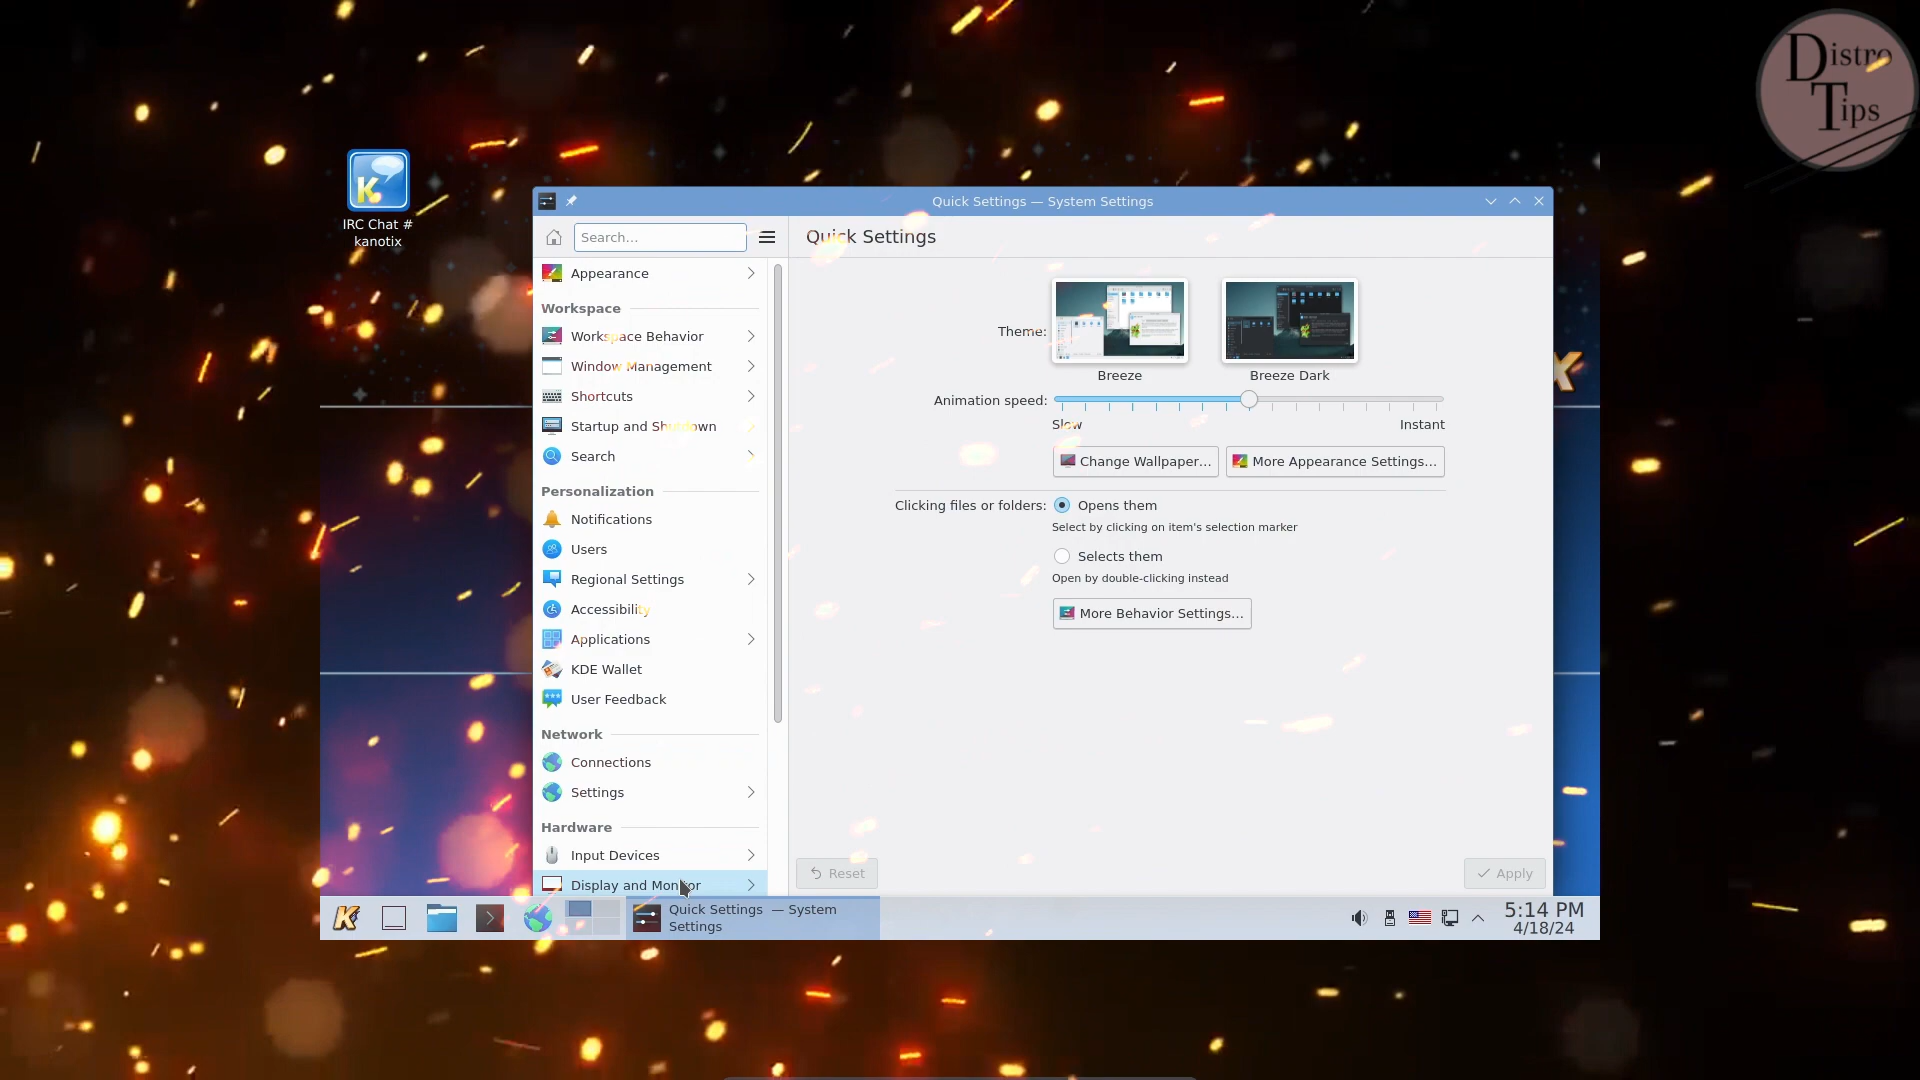 Distro
Tips
IRC Chat #
kanotix
Quick Settings — System Settings
Search...
Quick Settings
Appearance
Workspace
Workspace Behavior
Window Management
Shortcuts
Startup and Shutdown
Search
Personalization
Notifications
Users
Regional Settings
Accessibility
Applications
KDE Wallet
User Feedback
Network
Connections
Settings
Hardware
Input Devices
Display and Monitor
Theme:
Breeze
Breeze Dark
Animation speed:
Slow
Instant
Change Wallpaper...
More Appearance Settings...
Clicking files or folders:
Opens them
Select by clicking on item's selection marker
Selects them
Open by double-clicking instead
More Behavior Settings...
Reset
Apply
Quick Settings — System
Settings
5:14 PM
4/18/24